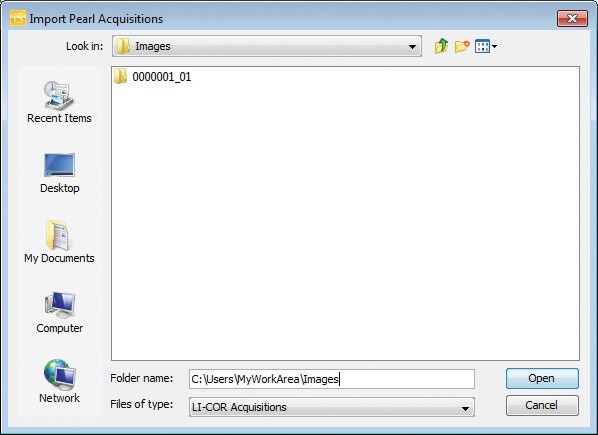 Import Pearl Acquisitions
Look in: Images
0000001_01
Recent Items
Desktop
My Documents
Computer
Network
Folder name: C:\Users\MyWorkArea\Images
Open
Files of type: LI-COR Acquisitions
Cancel